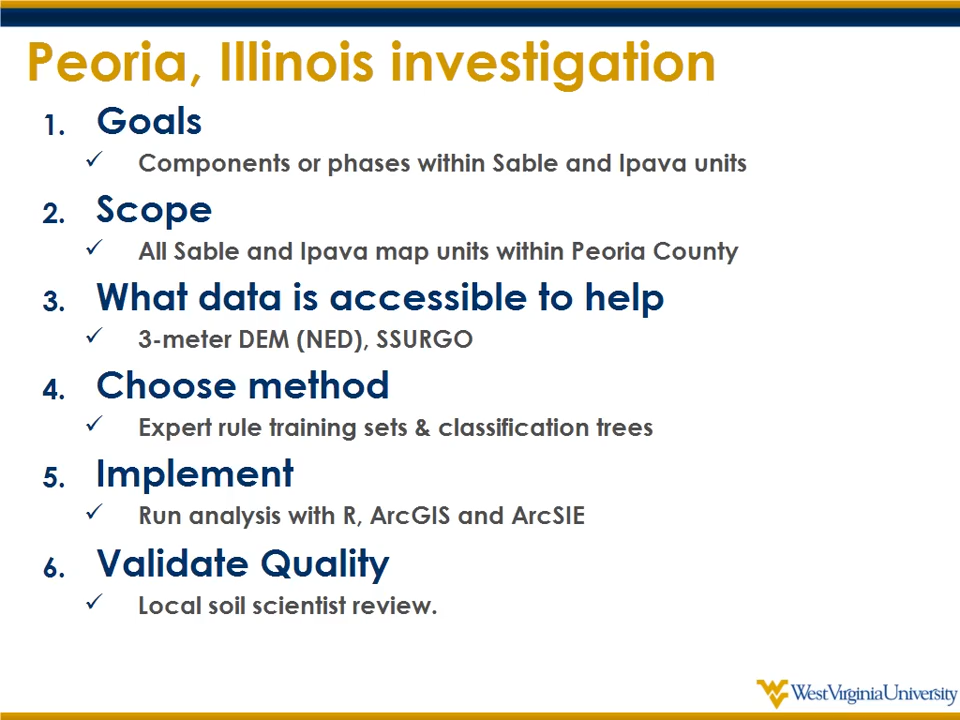 Peoria, Illinois investigation
1. Goals
✓ Components or phases within Sable and Ipava units
2. Scope
✓ All Sable and Ipava map units within Peoria County
3. What data is accessible to help
✓ 3-meter DEM (NED), SSURGO
4. Choose method
✓ Expert rule training sets & classification trees
5. Implement
✓ Run analysis with R, ArcGIS and ArcSIE
6. Validate Quality
✓ Local soil scientist review.
WestVirginiaUniversity